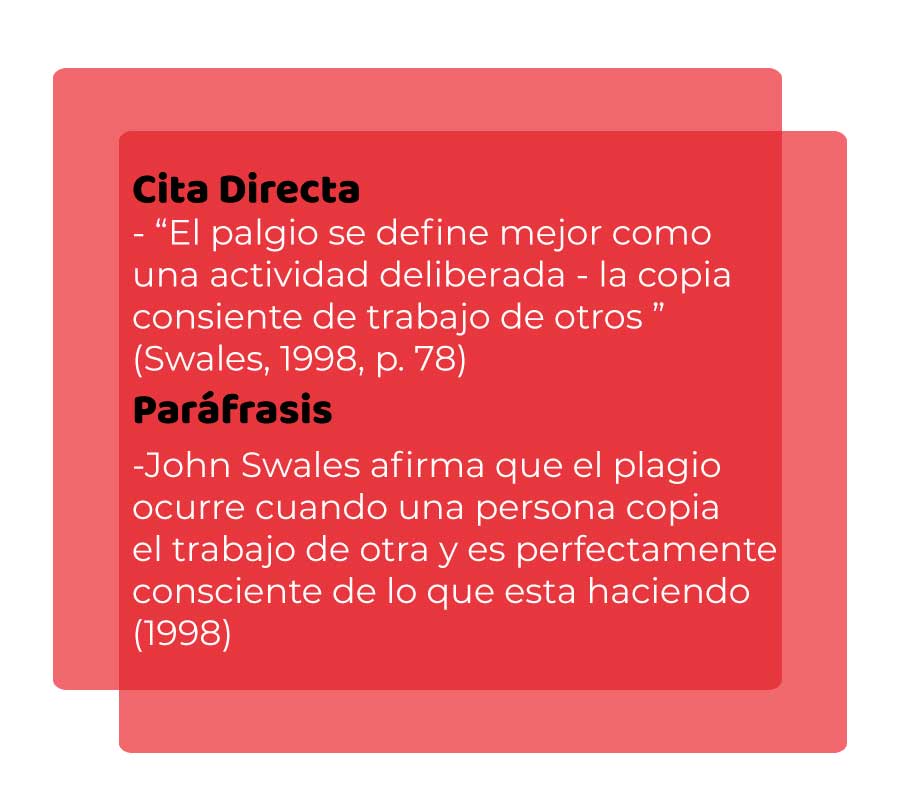 Cita Directa
- “El palgio se define mejor como
una actividad deliberada - la copia
consiente de trabajo de otros ”
(Swales, 1998, p. 78)
Paráfrasis
-John Swales afirma que el plagio
ocurre cuando una persona copia
el trabajo de otra y es perfectamente
consciente de lo que esta haciendo
(1998)